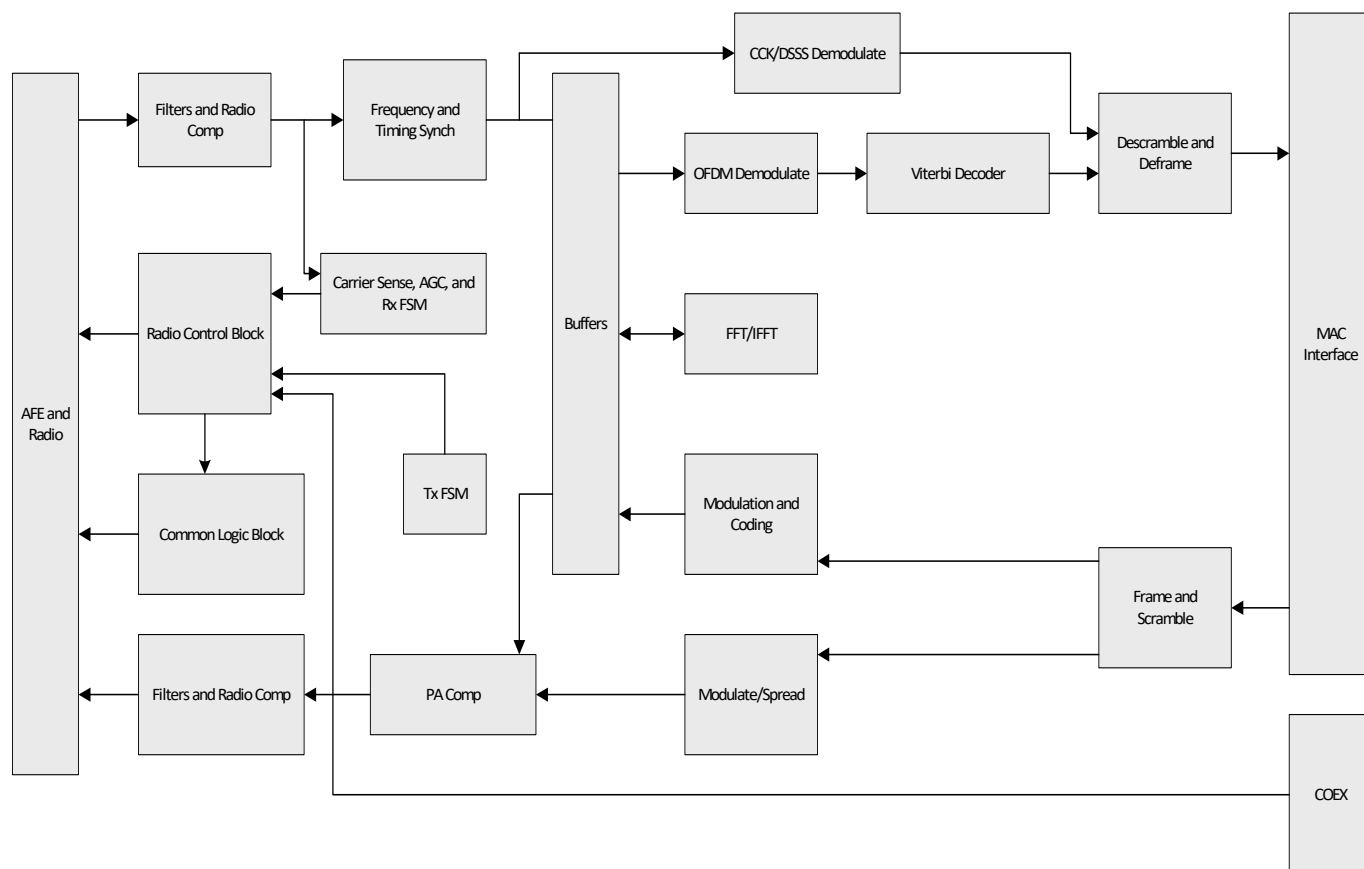 CCK/DSSS Demodulate
Filters and Radio
Comp
Frequency and
Timing Synch
Descramble and
Deframe
OFDM Demodulate
Viterbi Decoder
Carrier Sense, AGC, and
Rx FSM
Radio Control Block
Buffers
FFT/IFFT
MAC
Interface
AFE and
Radio
Tx FSM
Modulation and
Coding
Common Logic Block
Frame and
Scramble
Filters and Radio Comp
PA Comp
Modulate/Spread
COEX